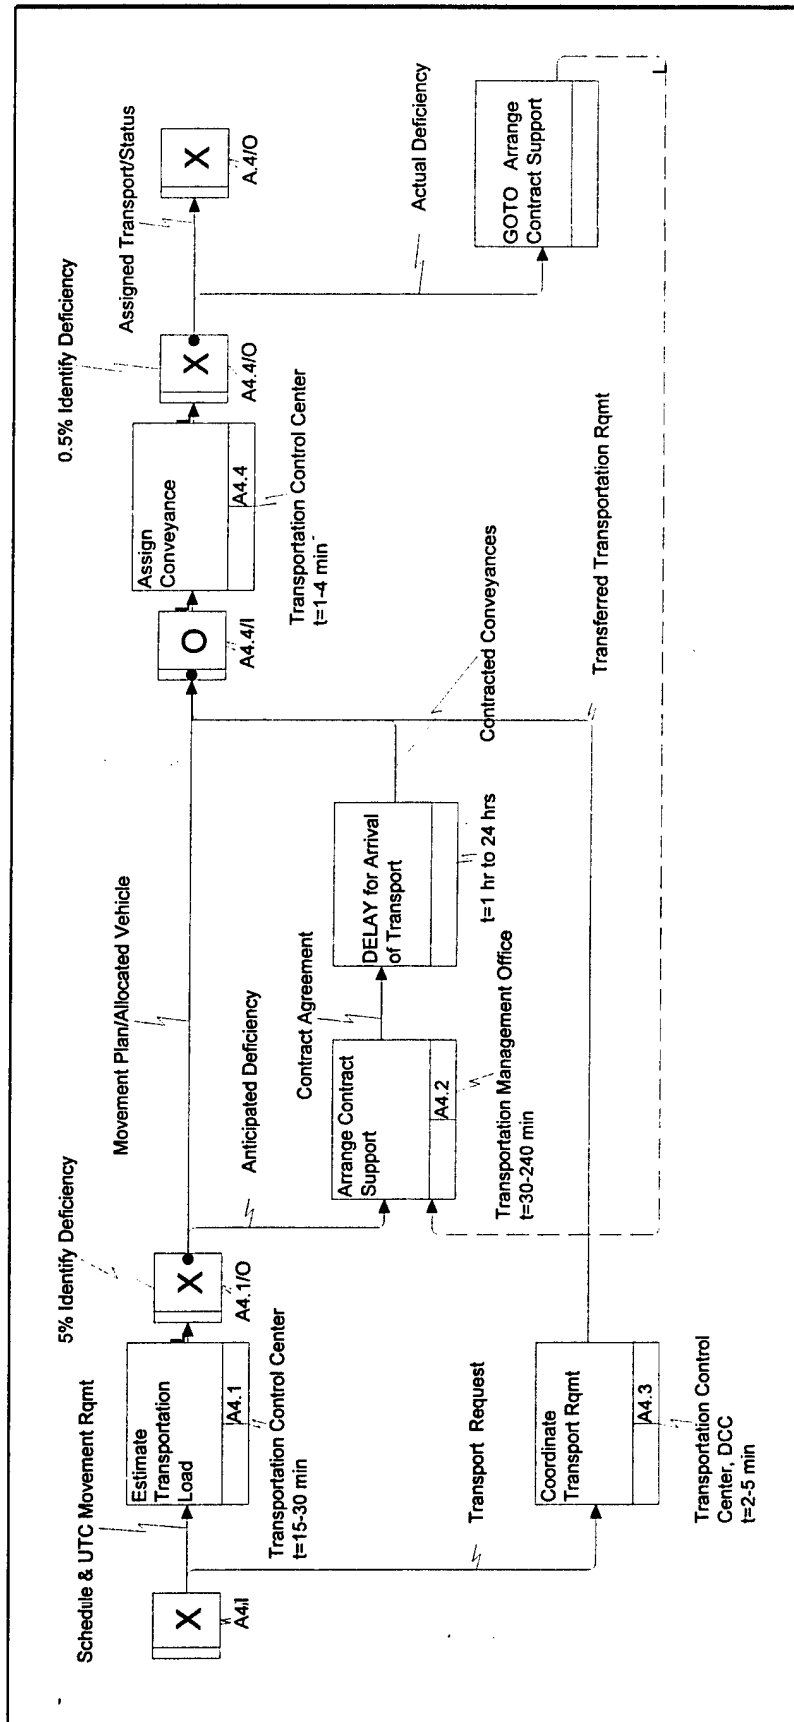 Schedule & UTC Movement Rqmt
X
A4/I
Estimate
Transportation
Load
A4.1
Transportation Control Center
t=15-30 min
5% Identify Deficiency
X
A4.1/O
Movement Plan/Allocated Vehicle
Anticipated Deficiency
Arrange Contract
Support
A4.2
Transportation Management Office
t=30-240 min
Contract Agreement
DELAY for Arrival
of Transport
t=1 hr to 24 hrs
Contracted Conveyances
Transport Request
Coordinate
Transport Rqmt
A4.3
Transportation Control
Center, DCC
t=2-5 min
Transferred Transportation Rqmt
O
A4.4/I
Assign
Conveyance
A4.4
Transportation Control Center
t=1-4 min
0.5% Identify Deficiency
X
A4.4/O
Assigned Transport/Status
X
A.4/O
Actual Deficiency
GOTO Arrange
Contract Support
L